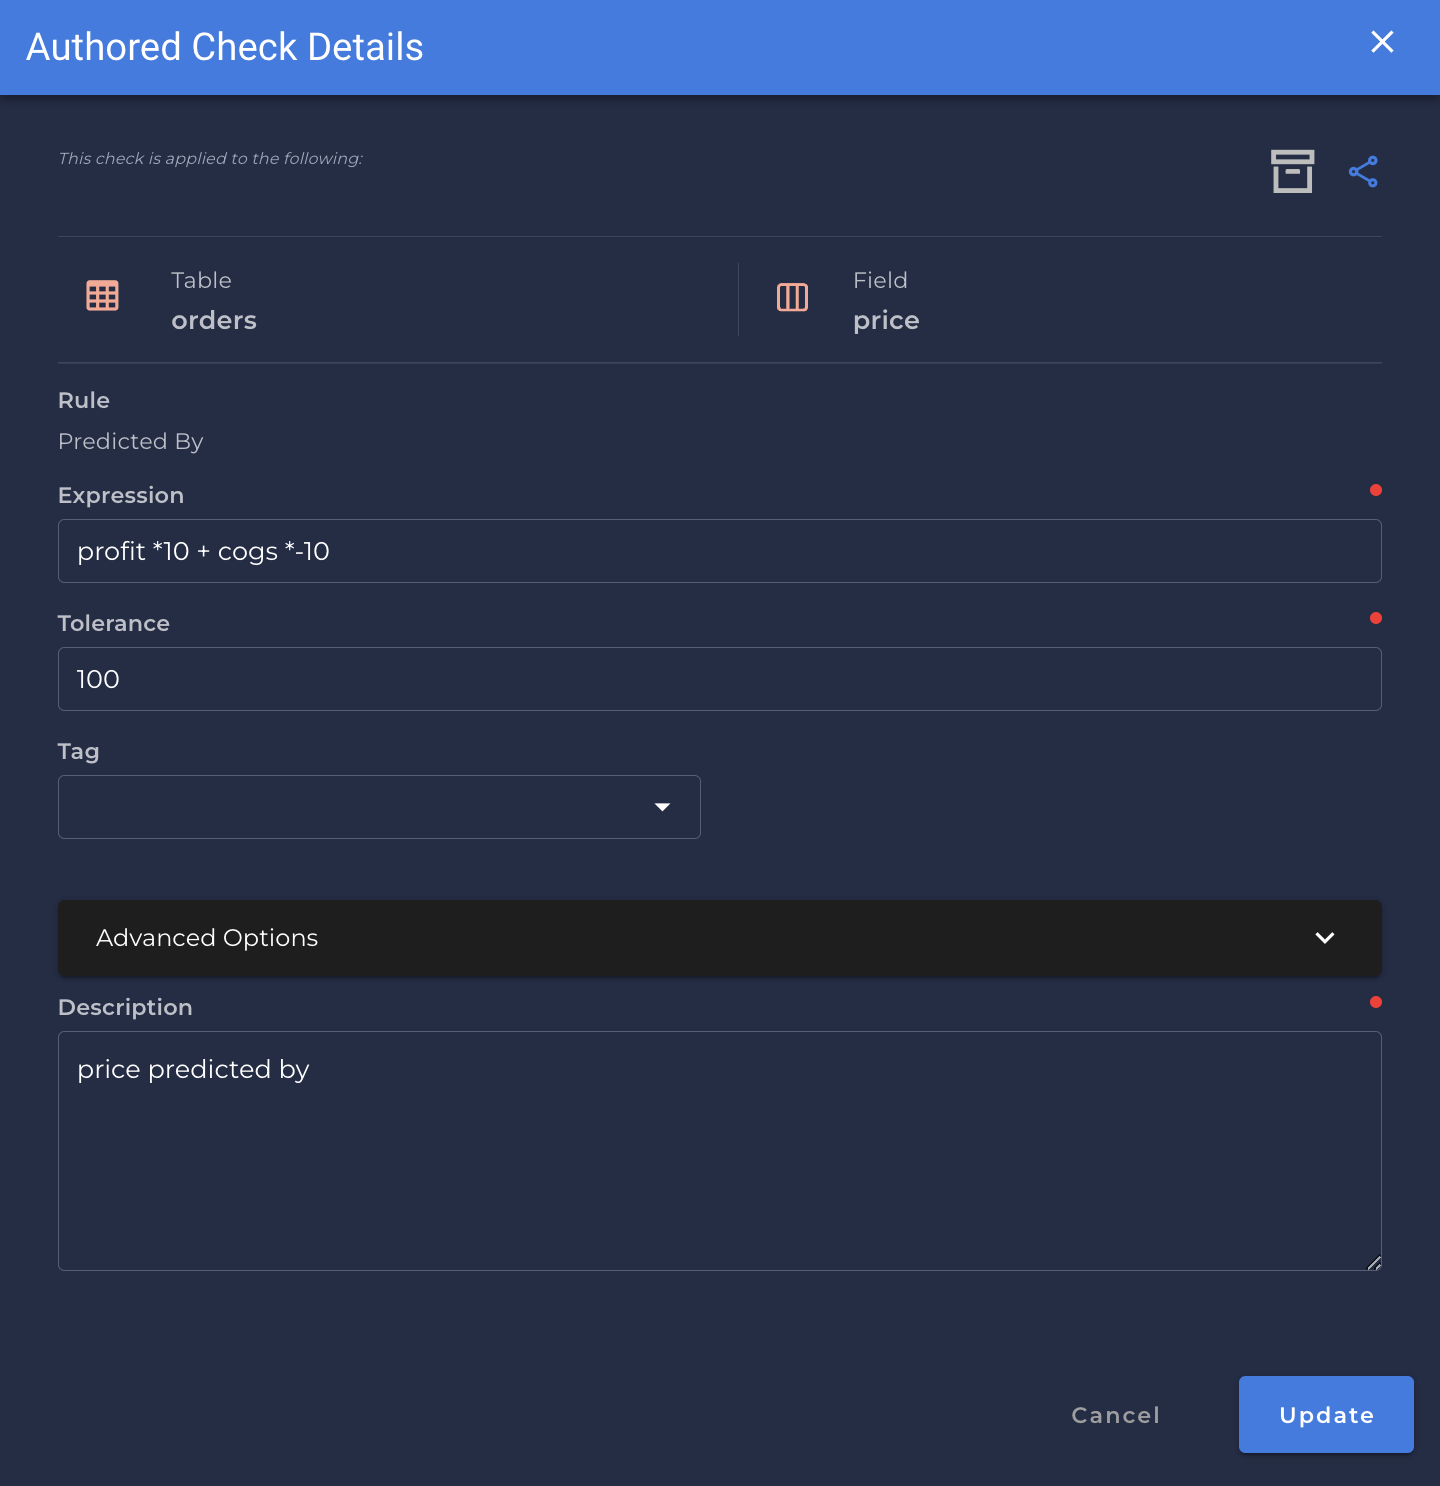 Authored Check Details
This check is applied to the following:
Table
orders
Field
price
Rule
Predicted By
Expression
profit *10 + cogs *-10
Tolerance
100
Tag
Advanced Options
Description
price predicted by
Cancel
Update